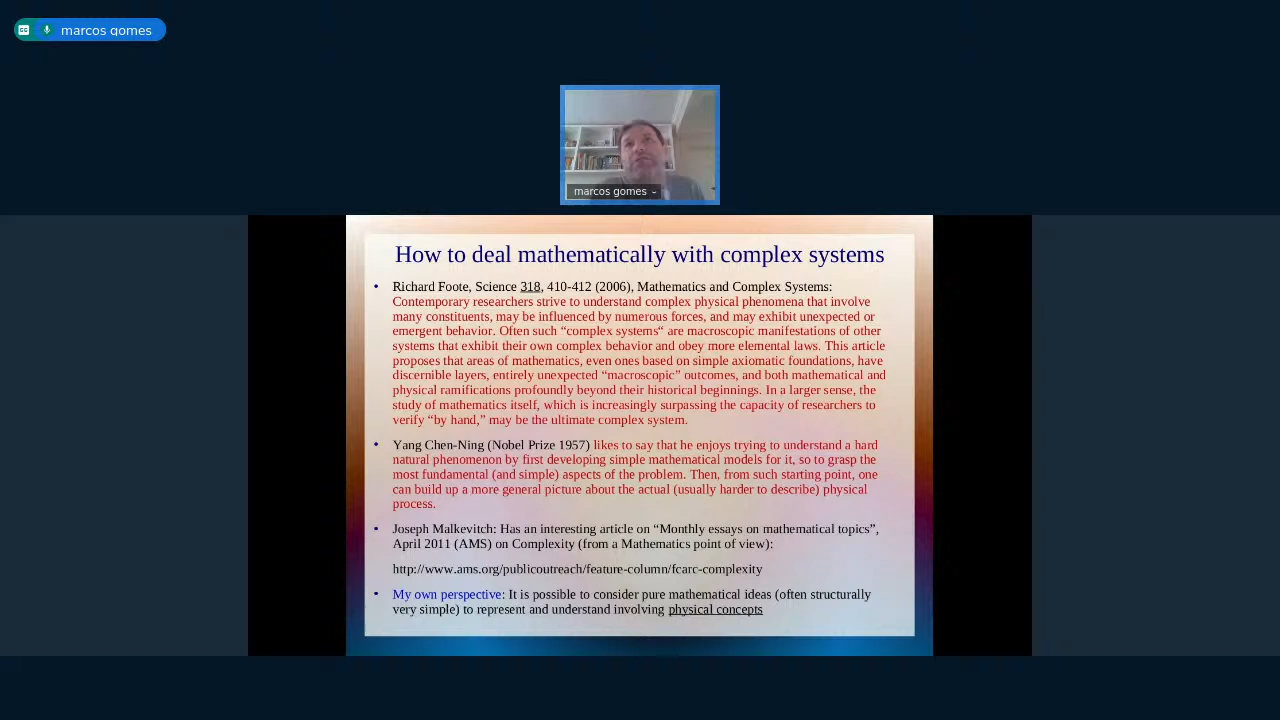 marcos gomes
marcos gomes
How to deal mathematically with complex systems
• Richard Foote, Science 318, 410-412 (2006), Mathematics and Complex Systems:
Contemporary researchers strive to understand complex physical phenomena that involve
many constituents, may be influenced by numerous forces, and may exhibit unexpected or
emergent behavior. Often such “complex systems“ are macroscopic manifestations of other
systems that exhibit their own complex behavior and obey more elemental laws. This article
proposes that areas of mathematics, even ones based on simple axiomatic foundations, have
discernible layers, entirely unexpected “macroscopic” outcomes, and both mathematical and
physical ramifications profoundly beyond their historical beginnings. In a larger sense, the
study of mathematics itself, which is increasingly surpassing the capacity of researchers to
verify “by hand,” may be the ultimate complex system.
• Yang Chen-Ning (Nobel Prize 1957) likes to say that he enjoys trying to understand a hard
natural phenomenon by first developing simple mathematical models for it, so to grasp the
most fundamental (and simple) aspects of the problem. Then, from such starting point, one
can build up a more general picture about the actual (usually harder to describe) physical
process.
• Joseph Malkevitch: Has an interesting article on “Monthly essays on mathematical topics”,
April 2011 (AMS) on Complexity (from a Mathematics point of view):
http://www.ams.org/publicoutreach/feature-column/fcarc-complexity
• My own perspective: It is possible to consider pure mathematical ideas (often structurally
very simple) to represent and understand involving physical concepts